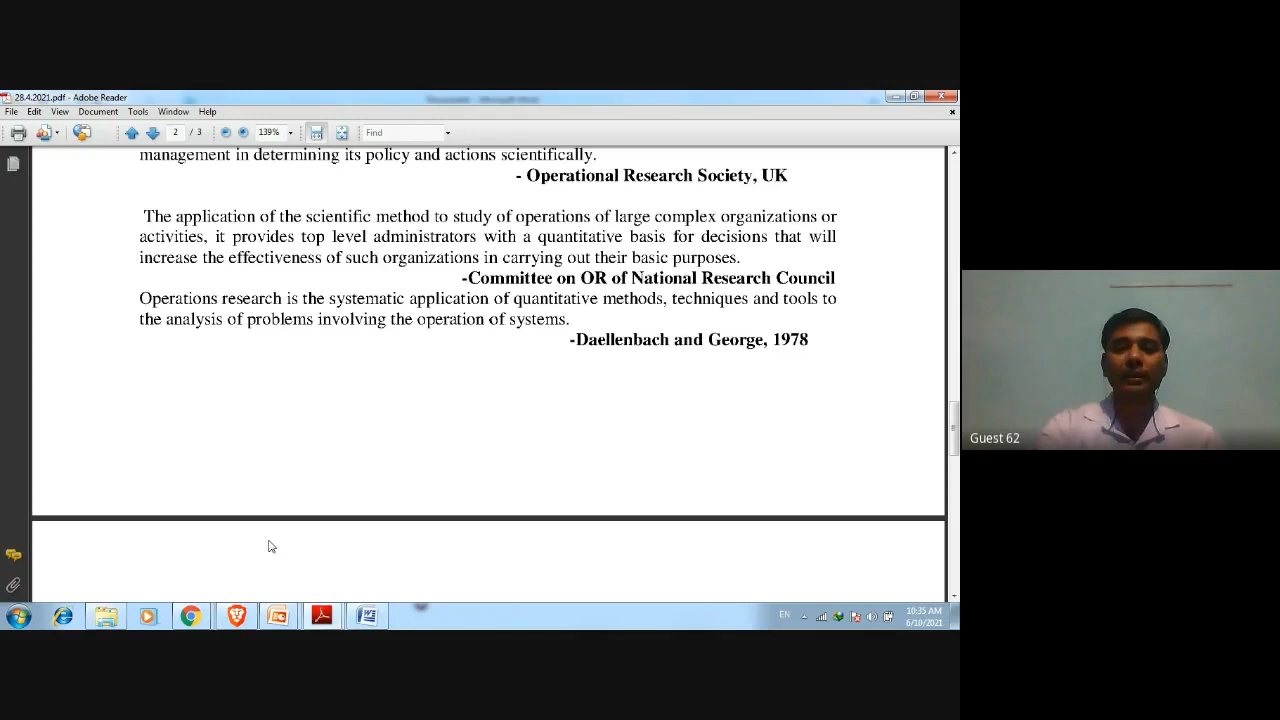 28.4.2021.pdf - Adobe Reader
File Edit View Document Tools Window Help
2 / 3 139% Find
management in determining its policy and actions scientifically.
- Operational Research Society, UK
The application of the scientific method to study of operations of large complex organizations or
activities, it provides top level administrators with a quantitative basis for decisions that will
increase the effectiveness of such organizations in carrying out their basic purposes.
-Committee on OR of National Research Council
Operations research is the systematic application of quantitative methods, techniques and tools to
the analysis of problems involving the operation of systems.
-Daellenbach and George, 1978
Guest 62
EN
10:35 AM
6/10/2021